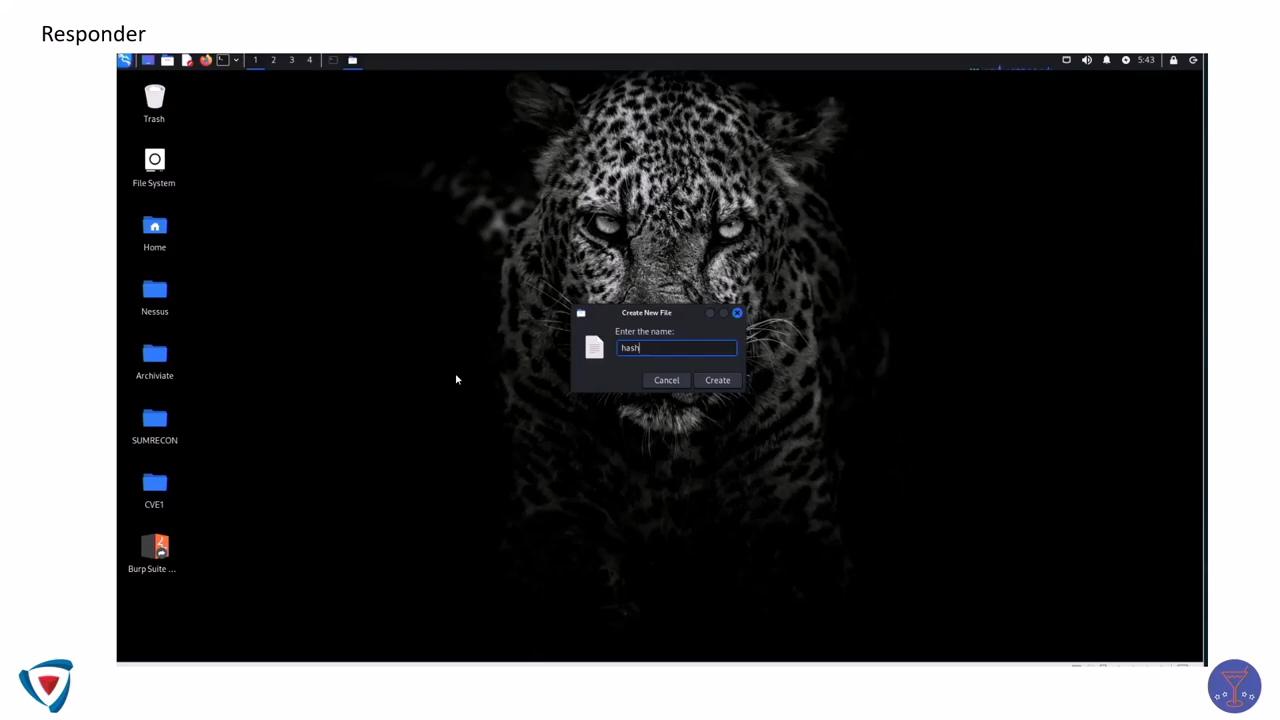 Responder
1 2 3 4
5:43
Trash
File System
Home
Nessus
Archiviate
SUMRECON
CVE1
Burp Suite ...
Create New File
Enter the name:
hash
Cancel Create